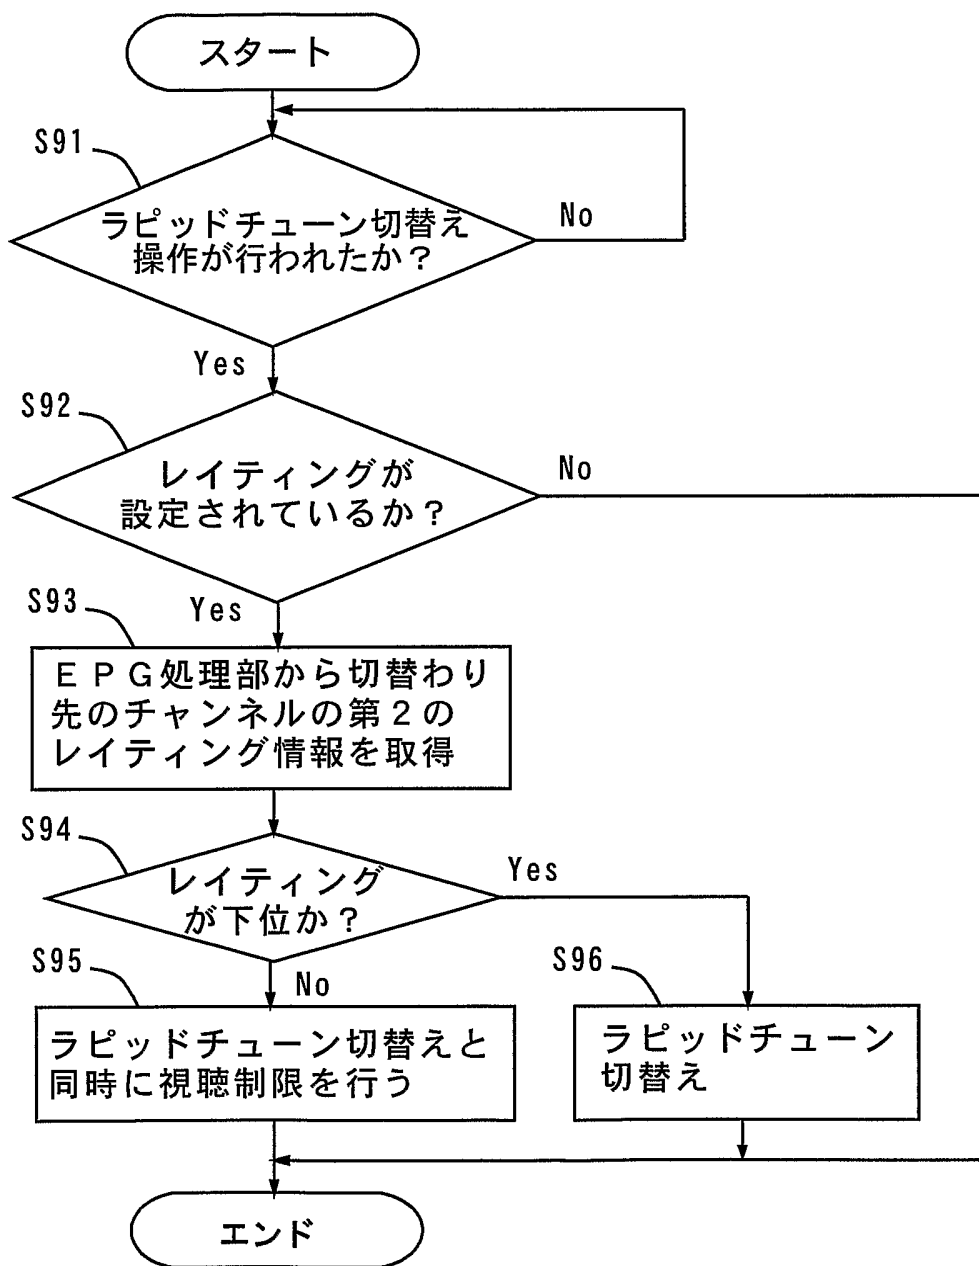 スタート
S91
ラピッドチューン切替え
操作が行われたか？
No
Yes
S92
レイティングが
設定されているか？
No
Yes
S93
ＥＰＧ処理部から切替わり
先のチャンネルの第２の
レイティング情報を取得
S94
レイティング
が下位か？
Yes
No
S95
ラピッドチューン切替えと
同時に視聴制限を行う
S96
ラピッドチューン
切替え
エンド